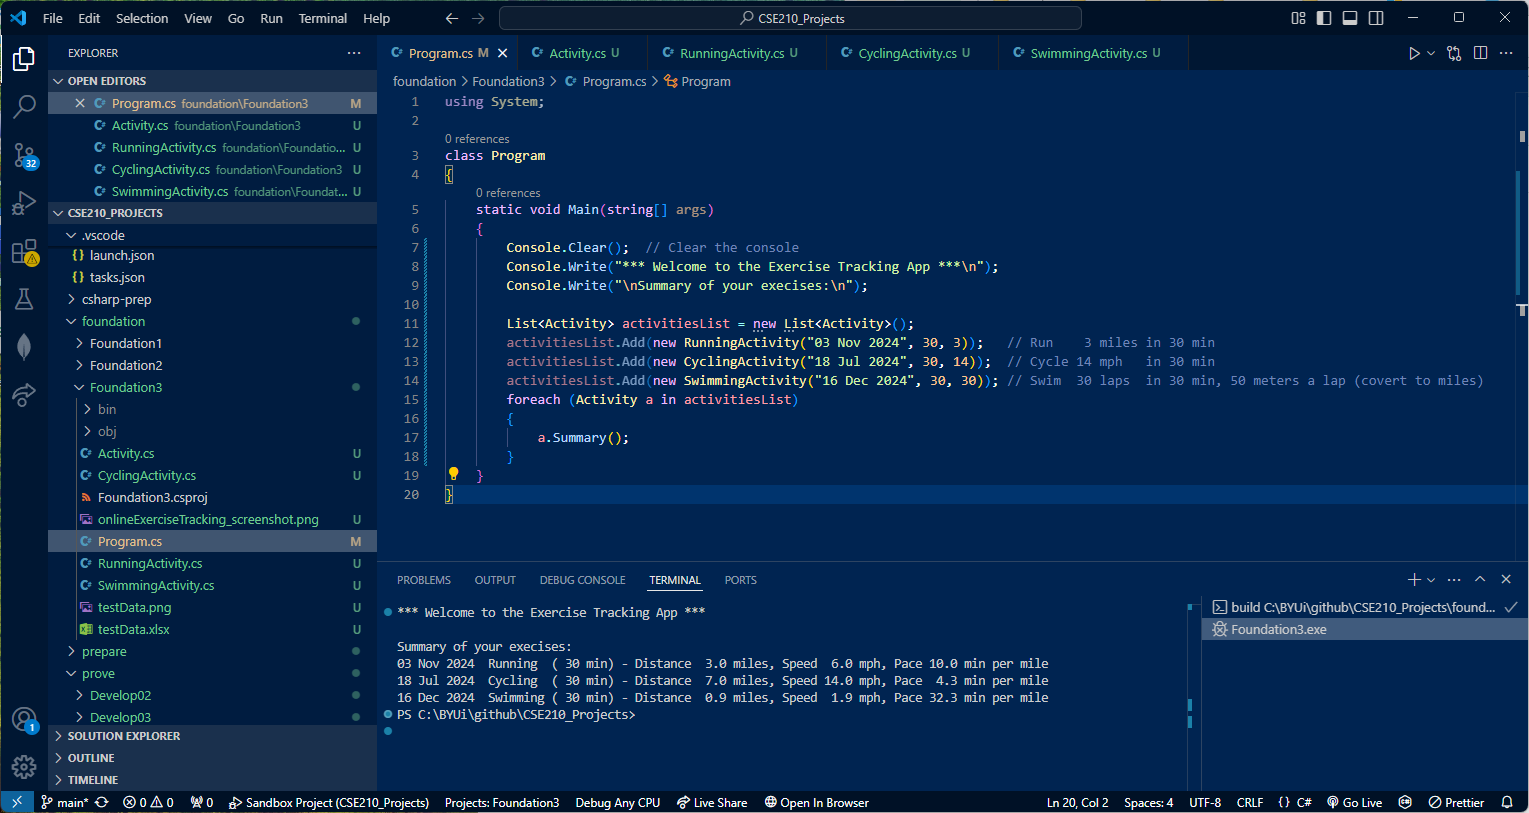 File Edit Selection View Go Run Terminal Help
CSE210_Projects
EXPLORER
OPEN EDITORS
Program.cs foundation\Foundation3 M
Activity.cs foundation\Foundation3 U
RunningActivity.cs foundation\Foundatio... U
CyclingActivity.cs foundation\Foundation3 U
SwimmingActivity.cs foundation\Foundat... U
CSE210_PROJECTS
.vscode
launch.json
tasks.json
csharp-prep
foundation
Foundation1
Foundation2
Foundation3
bin
obj
Activity.cs U
CyclingActivity.cs U
Foundation3.csproj
onlineExerciseTracking_screenshot.png U
Program.cs M
RunningActivity.cs U
SwimmingActivity.cs U
testData.png U
testData.xlsx U
prepare
prove
Develop02
Develop03
SOLUTION EXPLORER
OUTLINE
TIMELINE
32
1
Program.cs M Activity.cs U RunningActivity.cs U CyclingActivity.cs U SwimmingActivity.cs U
foundation > Foundation3 > Program.cs > Program
1 using System;
2
0 references
3 class Program
4 {
0 references
5 static void Main(string[] args)
6 {
7 Console.Clear(); // Clear the console
8 Console.Write("*** Welcome to the Exercise Tracking App ***\n");
9 Console.Write("\nSummary of your execises:\n");
10
11 List<Activity> activitiesList = new List<Activity>();
12 activitiesList.Add(new RunningActivity("03 Nov 2024", 30, 3)); // Run 3 miles in 30 min
13 activitiesList.Add(new CyclingActivity("18 Jul 2024", 30, 14)); // Cycle 14 mph in 30 min
14 activitiesList.Add(new SwimmingActivity("16 Dec 2024", 30, 30)); // Swim 30 laps in 30 min, 50 meters a lap (covert to miles)
15 foreach (Activity a in activitiesList)
16 {
17 a.Summary();
18 }
19 }
20 }
PROBLEMS OUTPUT DEBUG CONSOLE TERMINAL PORTS
*** Welcome to the Exercise Tracking App ***
Summary of your execises:
03 Nov 2024 Running ( 30 min) - Distance 3.0 miles, Speed 6.0 mph, Pace 10.0 min per mile
18 Jul 2024 Cycling ( 30 min) - Distance 7.0 miles, Speed 14.0 mph, Pace 4.3 min per mile
16 Dec 2024 Swimming ( 30 min) - Distance 0.9 miles, Speed 1.9 mph, Pace 32.3 min per mile
PS C:\BYUi\github\CSE210_Projects>
build C:\BYUi\github\CSE210_Projects\found...
Foundation3.exe
main* 0 0 0 Sandbox Project (CSE210_Projects) Projects: Foundation3 Debug Any CPU Live Share Open In Browser Ln 20, Col 2 Spaces: 4 UTF-8 CRLF {} C# Go Live Prettier